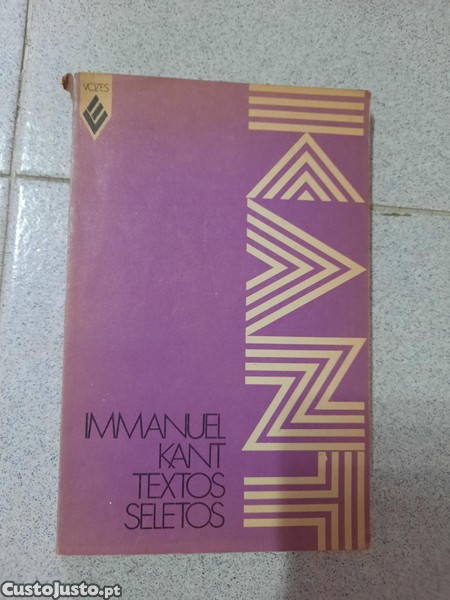 VOZES
KANT
IMMANUEL
KANT
TEXTOS
SELETOS
CustoJusto.pt